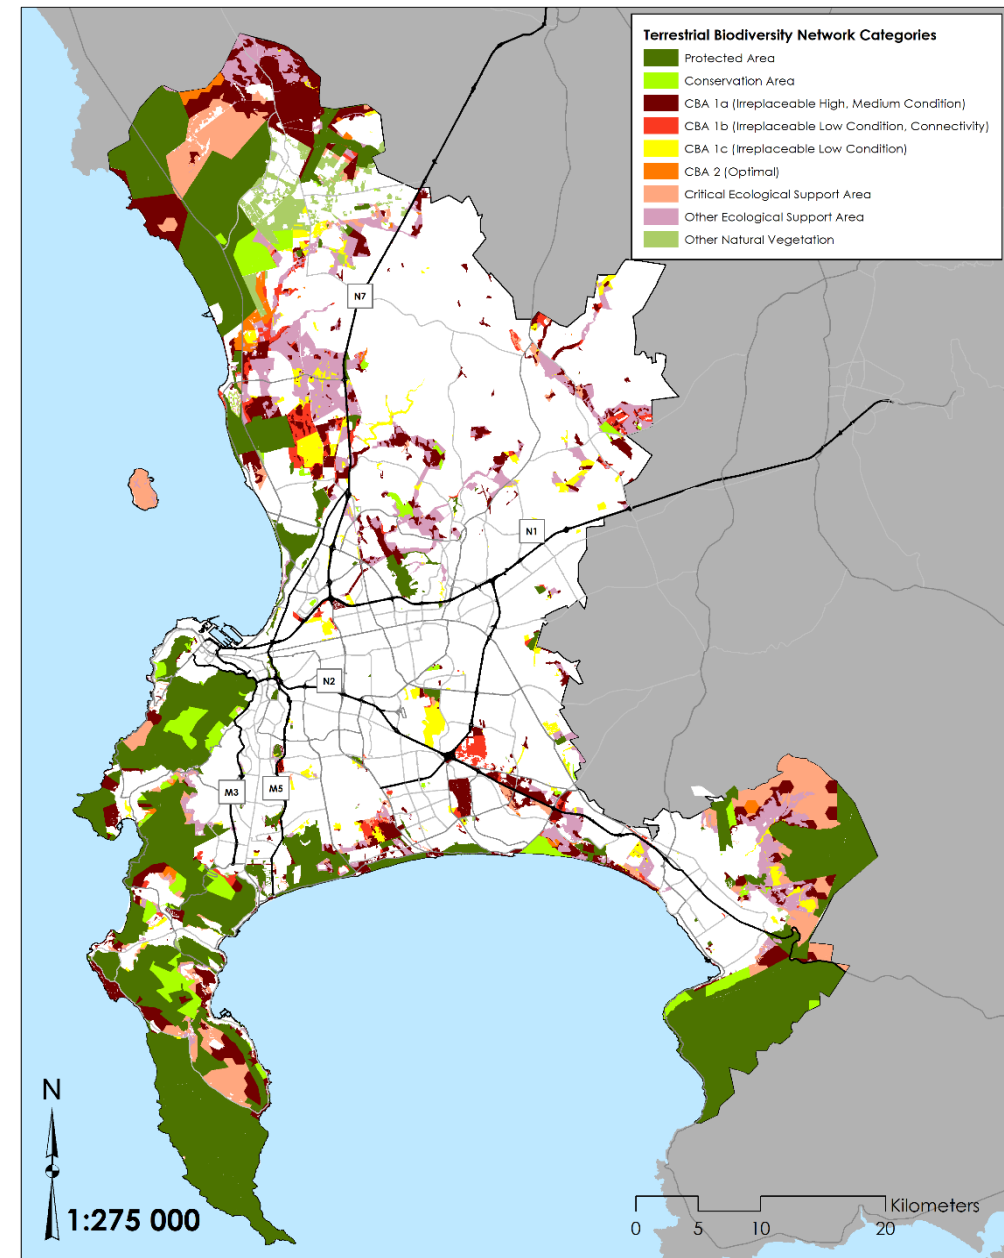 Terrestrial Biodiversity Network Categories
Protected Area
Conservation Area
CBA 1a (Irreplaceable High, Medium Condition)
CBA 1b (Irreplaceable Low Condition, Connectivity)
CBA 1c (Irreplaceable Low Condition)
CBA 2 (Optimal)
Critical Ecological Support Area
Other Ecological Support Area
Other Natural Vegetation
N7
N1
N2
M3
M5
N
1:275 000
Kilometers
0 5 10 20